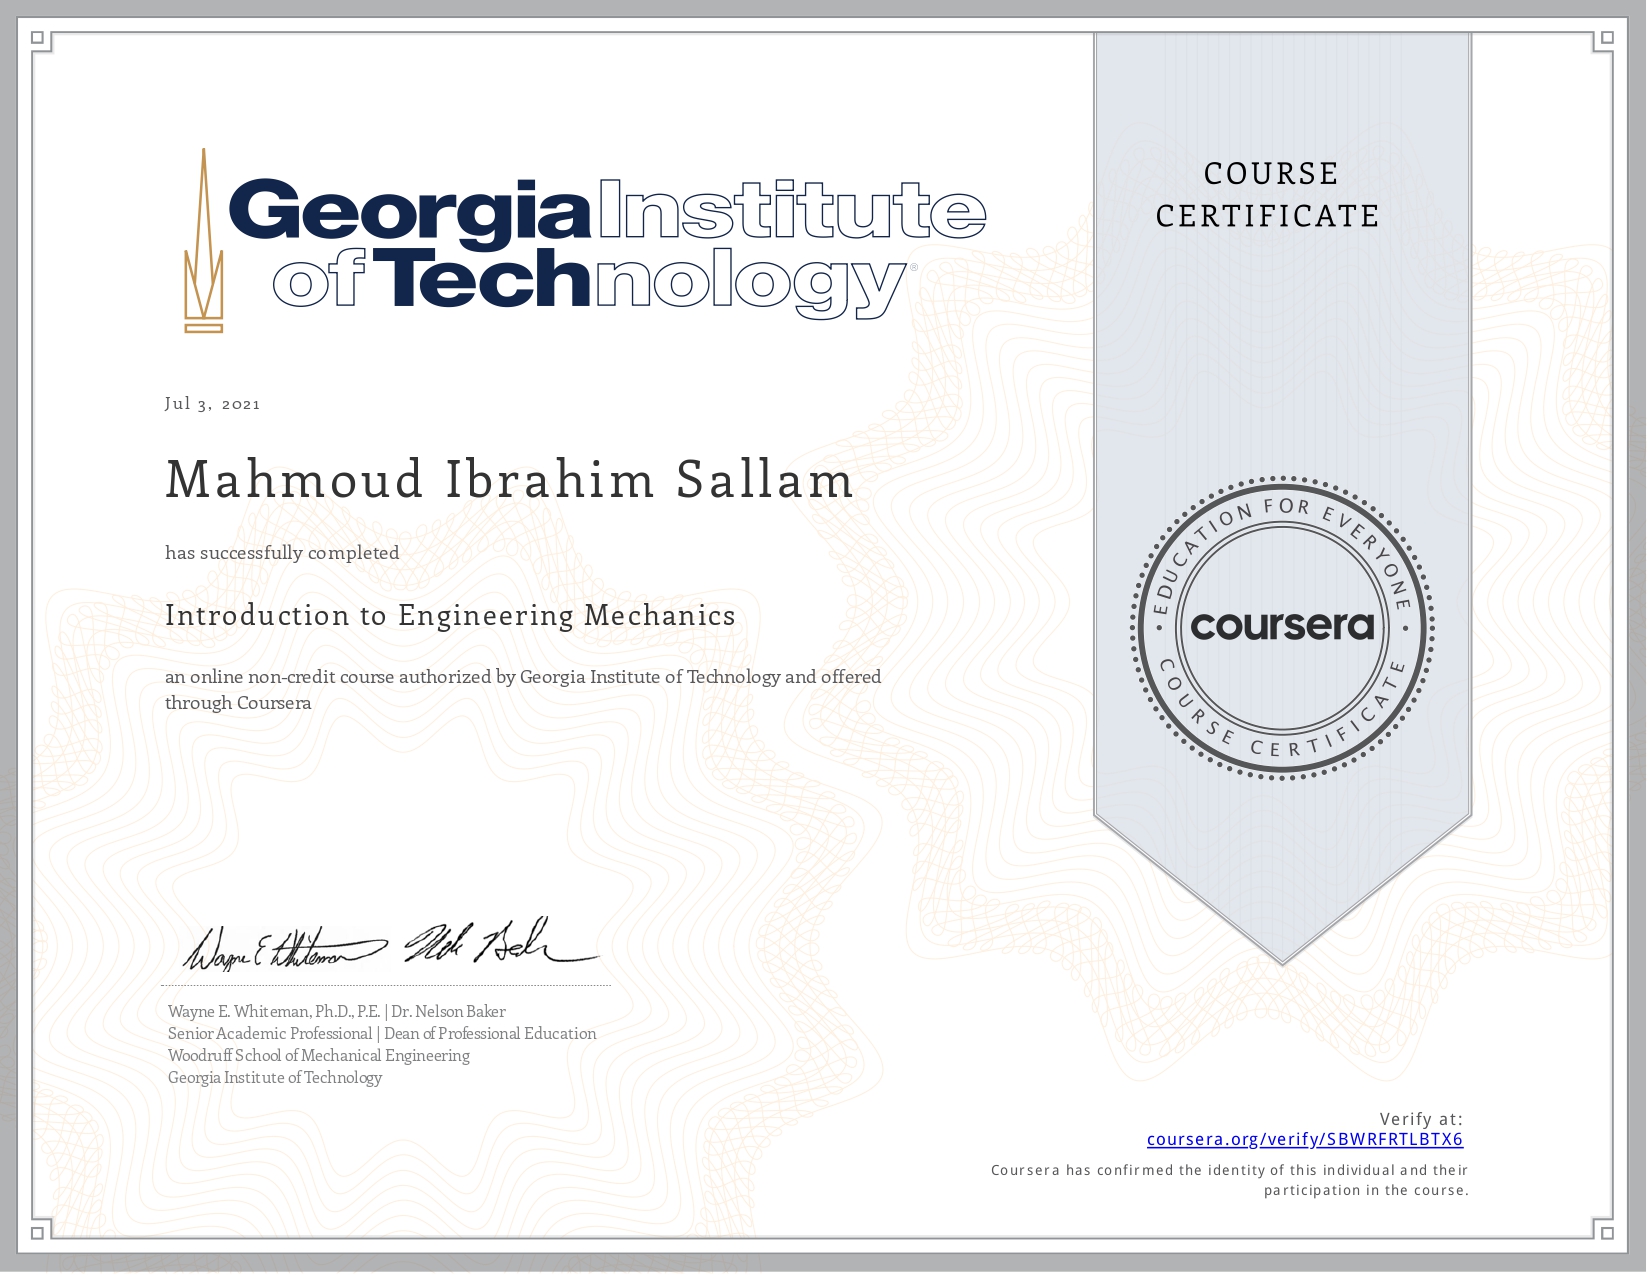 Georgia Institute
of Technology®
COURSE
CERTIFICATE
Jul 3, 2021
Mahmoud Ibrahim Sallam
has successfully completed
Introduction to Engineering Mechanics
an online non-credit course authorized by Georgia Institute of Technology and offered
through Coursera
EDUCATION FOR EVERYONE
coursera
COURSE CERTIFICATE
Wayne E Whiteman
Wayne E. Whiteman, Ph.D., P.E. | Dr. Nelson Baker
Senior Academic Professional | Dean of Professional Education
Woodruff School of Mechanical Engineering
Georgia Institute of Technology
Verify at:
coursera.org/verify/SBWRFRTLBTX6
Coursera has confirmed the identity of this individual and their
participation in the course.